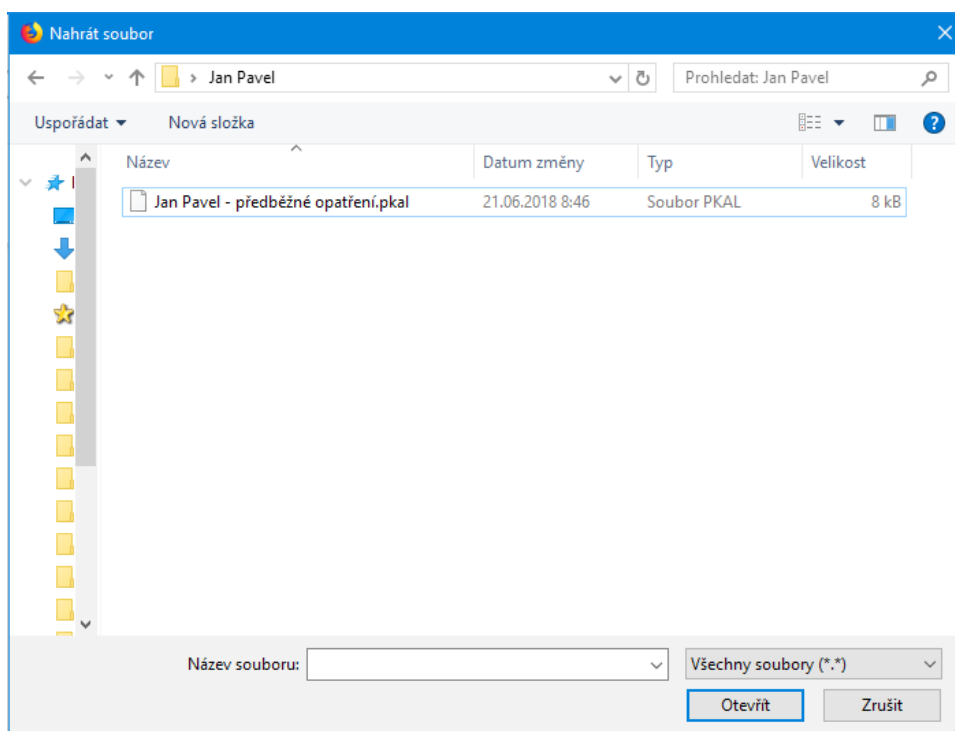 Nahrát soubor
Jan Pavel
Prohledat: Jan Pavel
Uspořádat
Nová složka
Název Datum změny Typ Velikost
Jan Pavel - předběžné opatření.pkal 21.06.2018 8:46 Soubor PKAL 8 kB
Název souboru: Všechny soubory (*.*)
Otevřít Zrušit